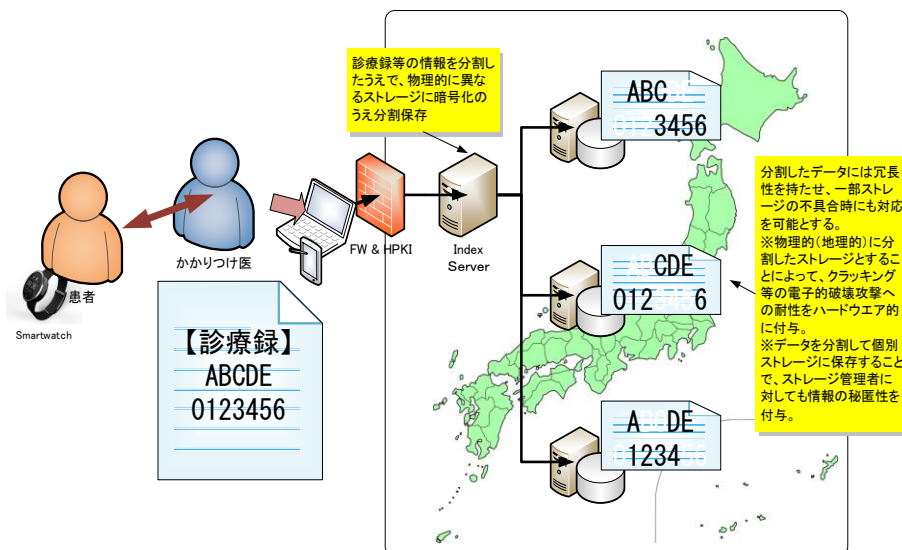 診療録等の情報を分割し
たうえで、物理的に異な
るストレージに暗号化の
うえ分割保存
ABC
3456
分割したデータには冗長
性を持たせ、一部ストレ
ージの不具合時にも対応
を可能とする。
※物理的(地理的)に分
割したストレージとするこ
とによって、クラッキング
等の電子的破壊攻撃へ
の耐性をハードウエア的
に付与。
※データを分割して個別
ストレージに保存すること
で、ストレージ管理者に
対しても情報の秘匿性を
付与。
かかりつけ医
FW & HPKI
Index
Server
患者
Smartwatch
CDE
012 6
【診療録】
ABCDE
0123456
A DE
1234